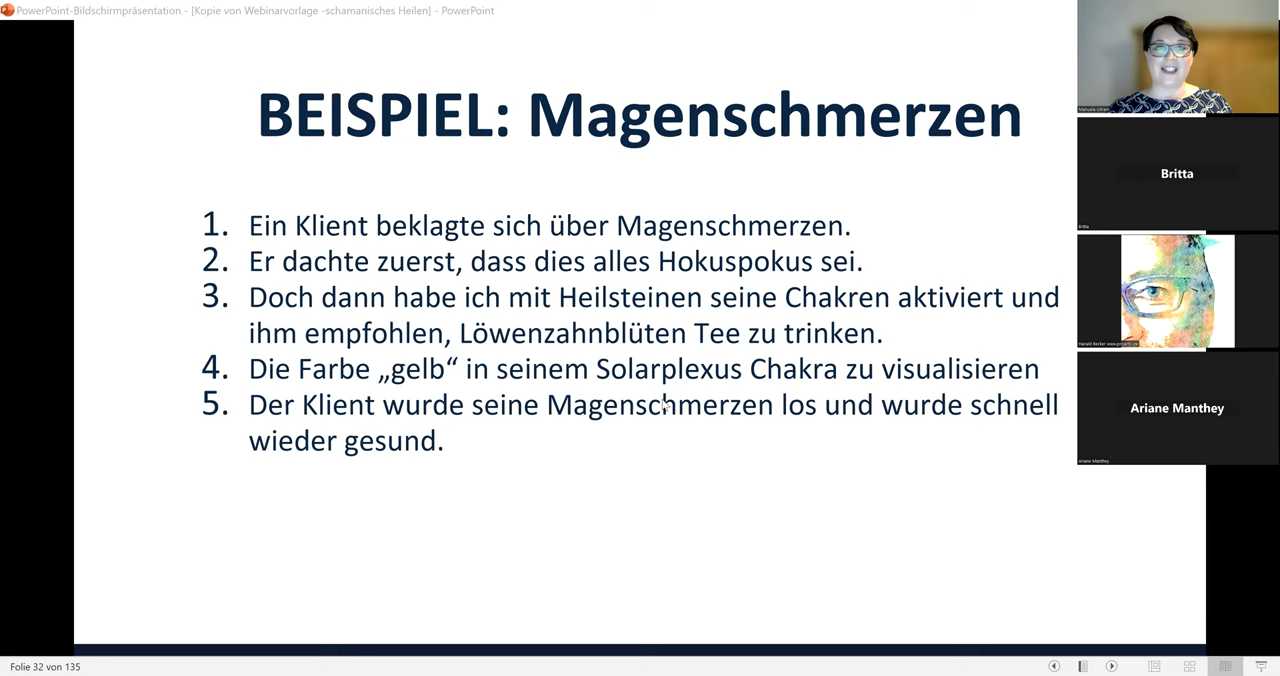 PowerPoint-Bildschirmpräsentation - [Kopie von Webinarvorlage -schamanisches Heilen] - PowerPoint
BEISPIEL: Magenschmerzen
1. Ein Klient beklagte sich über Magenschmerzen.
2. Er dachte zuerst, dass dies alles Hokuspokus sei.
3. Doch dann habe ich mit Heilsteinen seine Chakren aktiviert und
ihm empfohlen, Löwenzahnblüten Tee zu trinken.
4. Die Farbe „gelb“ in seinem Solarplexus Chakra zu visualisieren
5. Der Klient wurde seine Magenschmerzen los und wurde schnell
wieder gesund.
Britta
Britta
Ariane Manthey
Ariane Manthey
Folie 32 von 135